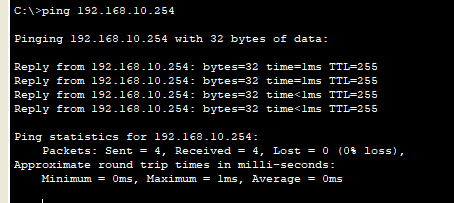 C:\>ping 192.168.10.254
Pinging 192.168.10.254 with 32 bytes of data:
Reply from 192.168.10.254: bytes=32 time=1ms TTL=255
Reply from 192.168.10.254: bytes=32 time=1ms TTL=255
Reply from 192.168.10.254: bytes=32 time<1ms TTL=255
Reply from 192.168.10.254: bytes=32 time<1ms TTL=255
Ping statistics for 192.168.10.254:
Packets: Sent = 4, Received = 4, Lost = 0 (0% loss),
Approximate round trip times in milli-seconds:
Minimum = 0ms, Maximum = 1ms, Average = 0ms